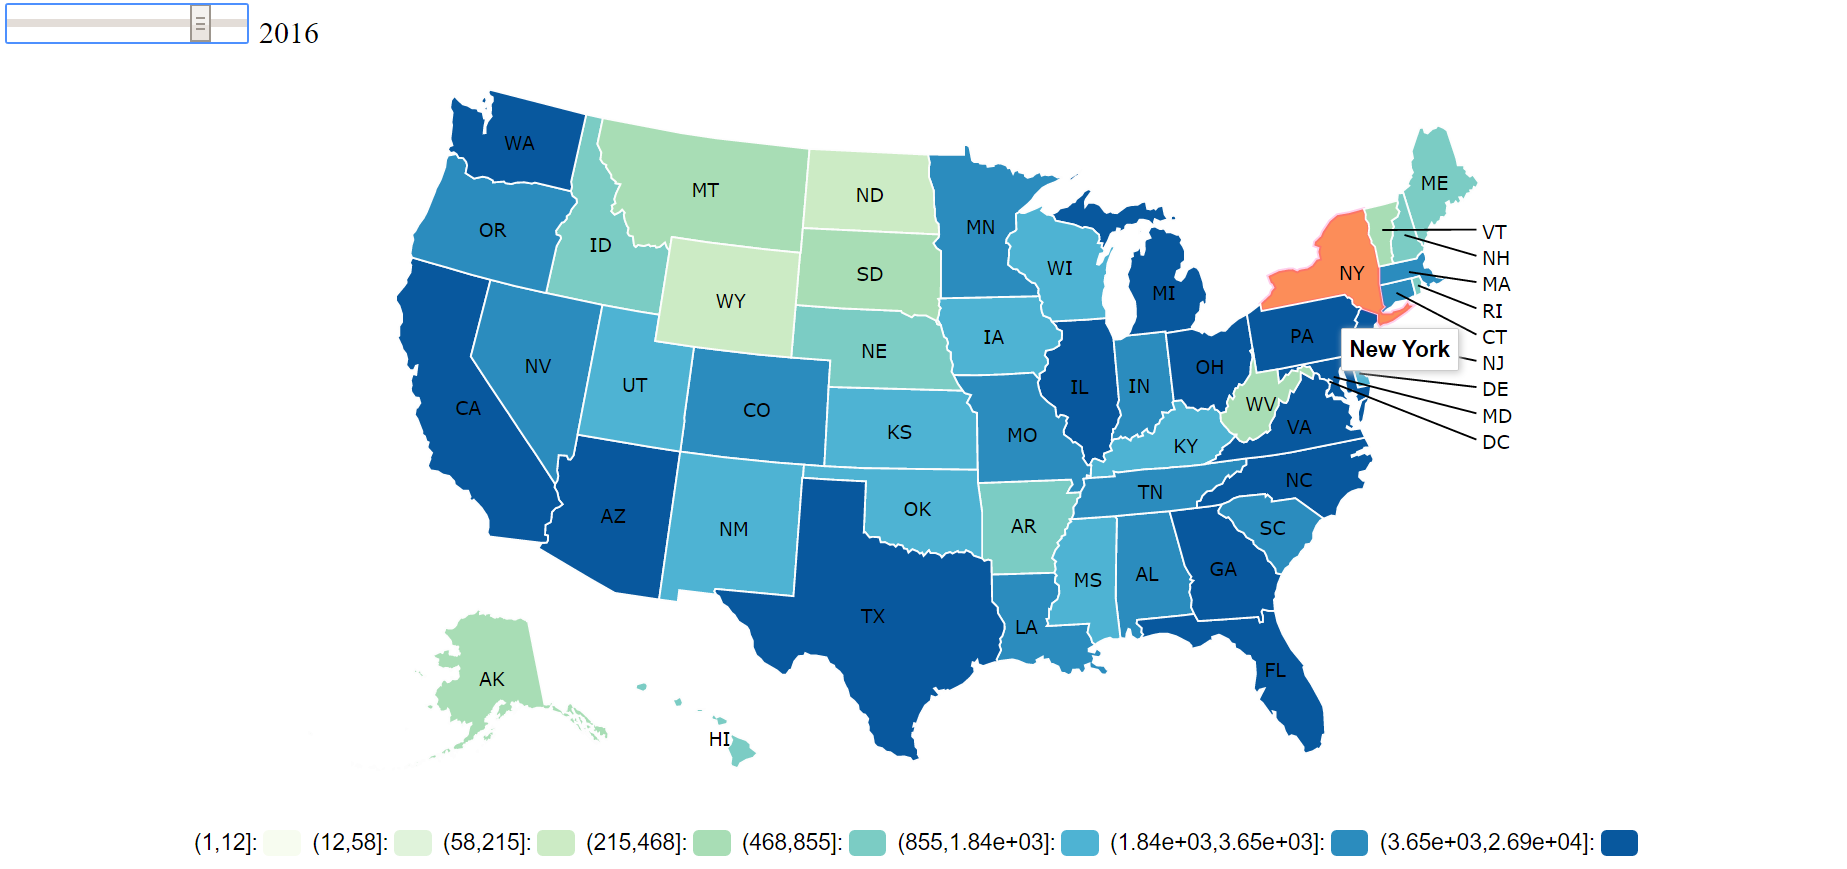 2016
WA
MT
ND
ME
OR
MN
VT
ID
NH
WI
SD
NY
MA
MI
WY
RI
IA
PA
CT
New York
NE
NJ
NV
OH
UT
IL
IN
DE
CO
WV
CA
MD
VA
KS
MO
DC
KY
NC
TN
OK
AZ
AR
SC
NM
GA
AL
MS
TX
LA
FL
AK
HI
(1,12]: (12,58]: (58,215]: (215,468]: (468,855]: (855,1.84e+03]: (1.84e+03,3.65e+03]: (3.65e+03,2.69e+04]: